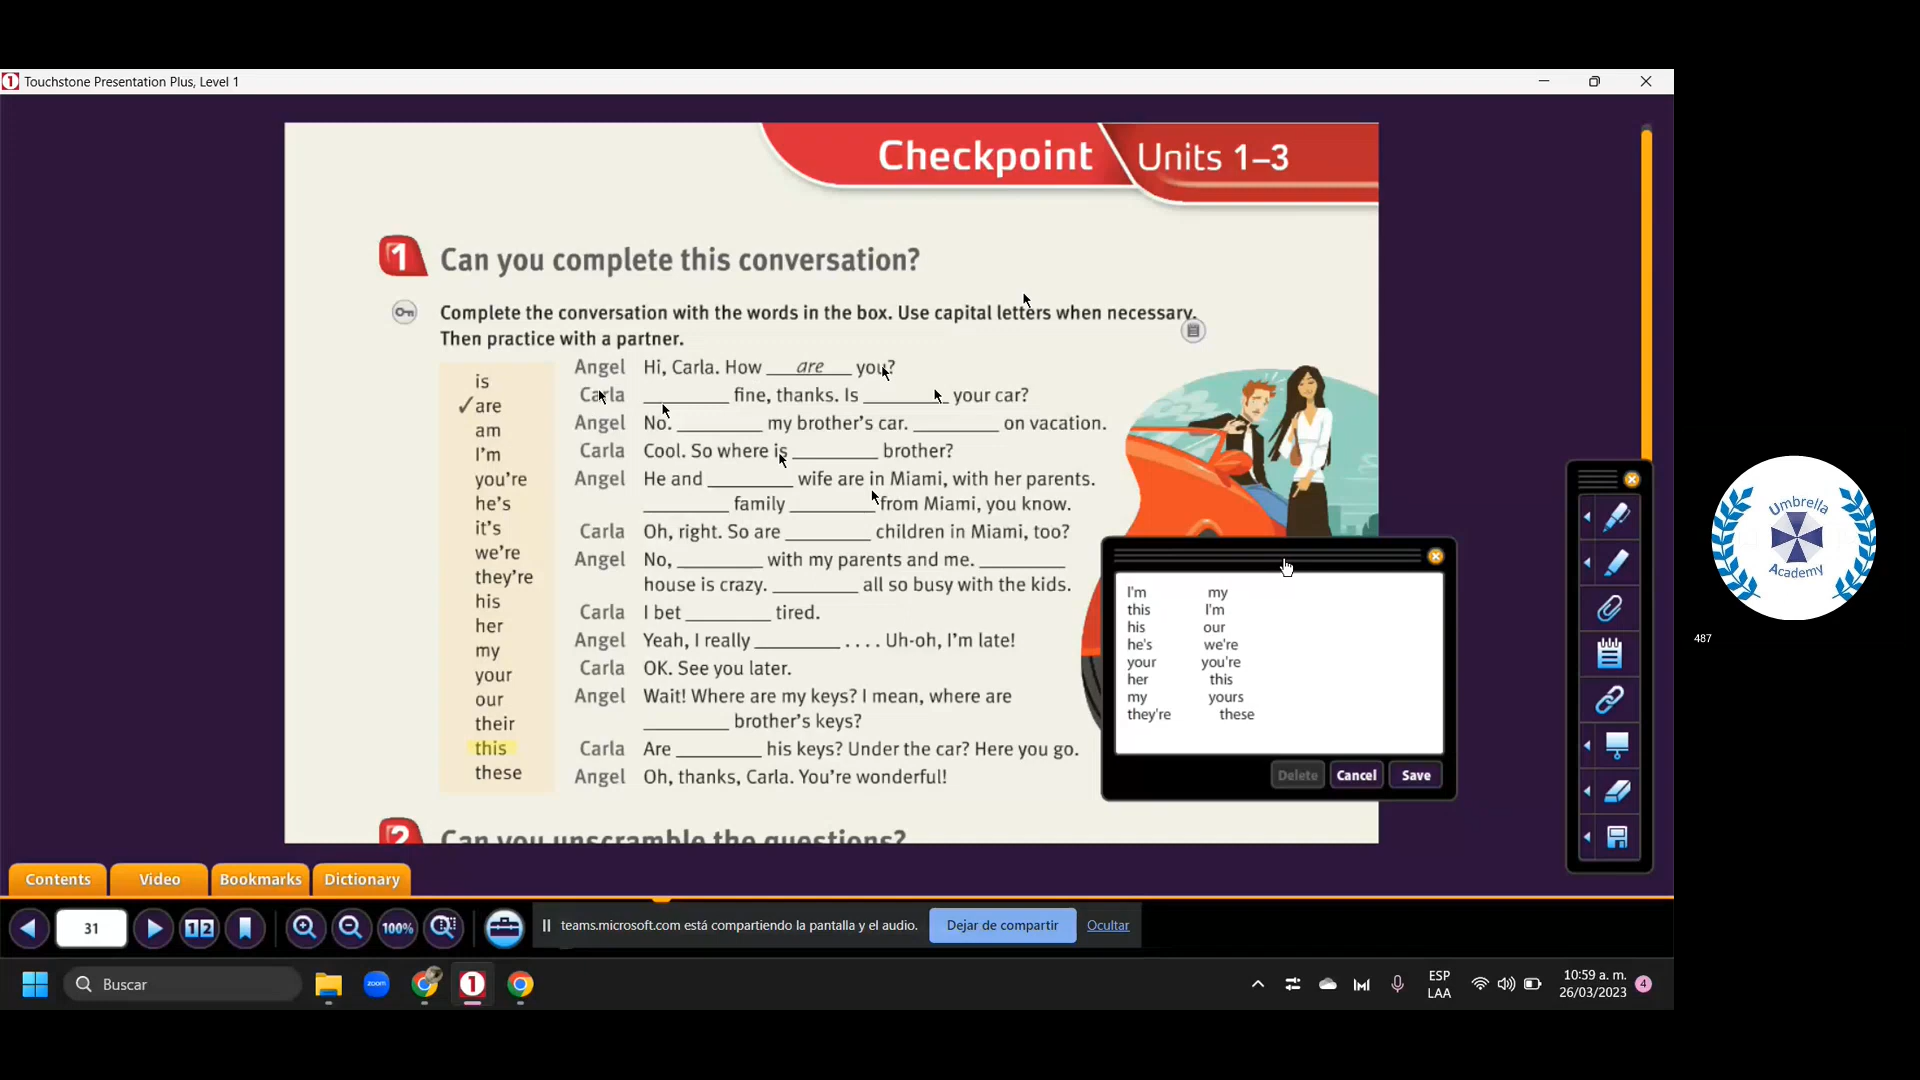 Touchstone Presentation Plus, Level 1
Checkpoint Units 1–3
1 Can you complete this conversation?
Complete the conversation with the words in the box. Use capital letters when necessary.
Then practice with a partner.
is
✓are
am
I'm
you're
he's
it's
we're
they're
his
her
my
your
our
their
this
these
Angel Hi, Carla. How ____are____ you?
Carla ________ fine, thanks. Is ________ your car?
Angel No. ________ my brother's car. ________ on vacation.
Carla Cool. So where is ________ brother?
Angel He and ________ wife are in Miami, with her parents.
________ family ________ from Miami, you know.
Carla Oh, right. So are ________ children in Miami, too?
Angel No, ________ with my parents and me. ________
house is crazy. ________ all so busy with the kids.
Carla I bet ________ tired.
Angel Yeah, I really ________ . . . . Uh-oh, I'm late!
Carla OK. See you later.
Angel Wait! Where are my keys? I mean, where are
________ brother's keys?
Carla Are ________ his keys? Under the car? Here you go.
Angel Oh, thanks, Carla. You're wonderful!
I'm my
this I'm
his our
he's we're
your you're
her this
my yours
they're these
Delete Cancel Save
2 Can you unscramble the questions?
Umbrella
Academy
487
Contents Video Bookmarks Dictionary
31 12 100% teams.microsoft.com está compartiendo la pantalla y el audio. Dejar de compartir Ocultar
Buscar zoom 1 ESP 10:59 a. m.
LAA 26/03/2023 4